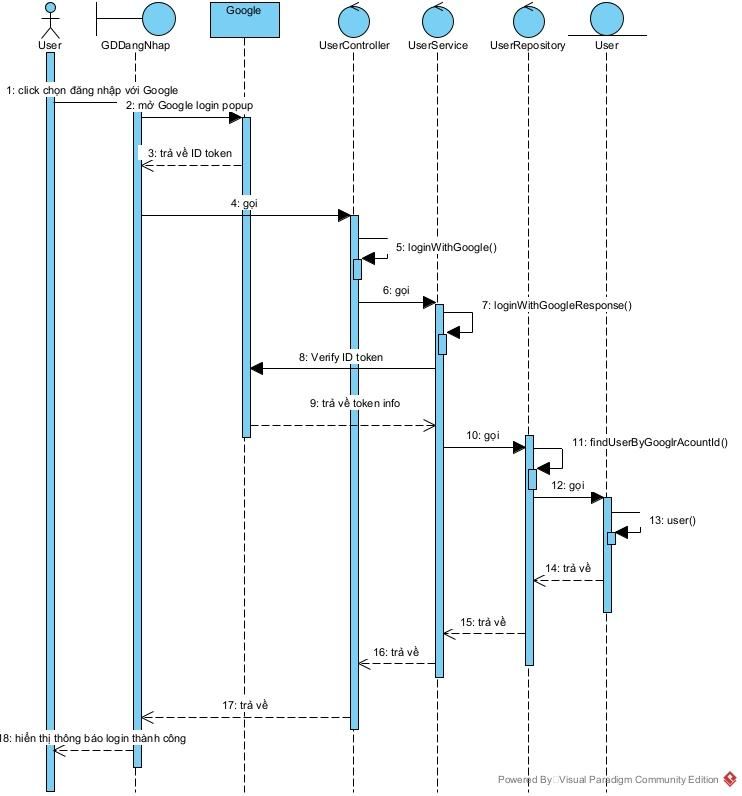 Google
User
GDDangNhap
UserController
UserService
UserRepository
User
1: click chọn đăng nhập với Google
2: mở Google login popup
3: trả về ID token
4: gọi
5: loginWithGoogle()
6: gọi
7: loginWithGoogleResponse()
8: Verify ID token
9: trả về token info
10: gọi
11: findUserByGooglrAcountId()
12: gọi
13: user()
14: trả về
15: trả về
16: trả về
17: trả về
18: hiển thị thông báo login thành công
Powered By Visual Paradigm Community Edition